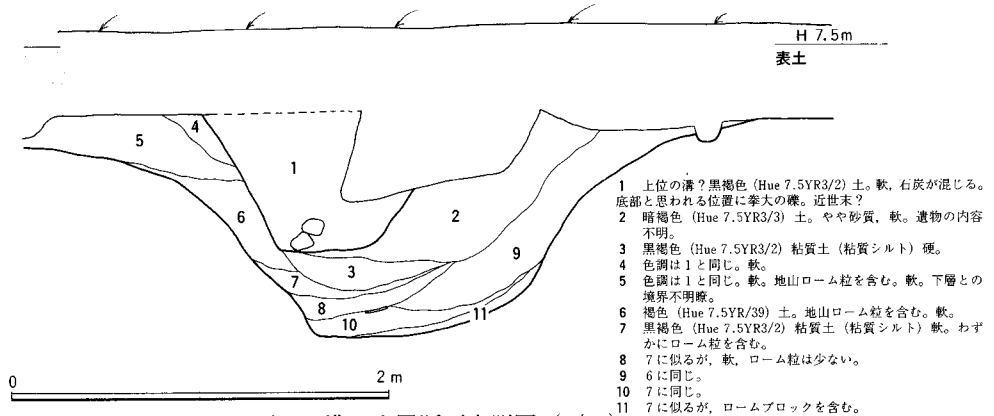 H 7.5m
表土
4
5
1
2
6
9
3
7
8
11
10
1 上位の溝？黒褐色（Hue 7.5YR3/2）土。軟，石炭が混じる。
底部と思われる位置に拳大の礫。近世末？
2 暗褐色（Hue 7.5YR3/3）土。やや砂質，軟。遺物の内容
不明。
3 黒褐色（Hue 7.5YR3/2）粘質土（粘質シルト）硬。
4 色調は1と同じ。軟。
5 色調は1と同じ。軟。地山ローム粒を含む。軟。下層との
境界不明瞭。
6 褐色（Hue 7.5YR/39）土。地山ローム粒を含む。軟。
7 黒褐色（Hue 7.5YR3/2）粘質土（粘質シルト）軟。わず
かにローム粒を含む。
8 7に似るが，軟，ローム粒は少ない。
9 6に同じ。
10 7に同じ。
11 7に似るが，ロームブロックを含む。
0 2 m